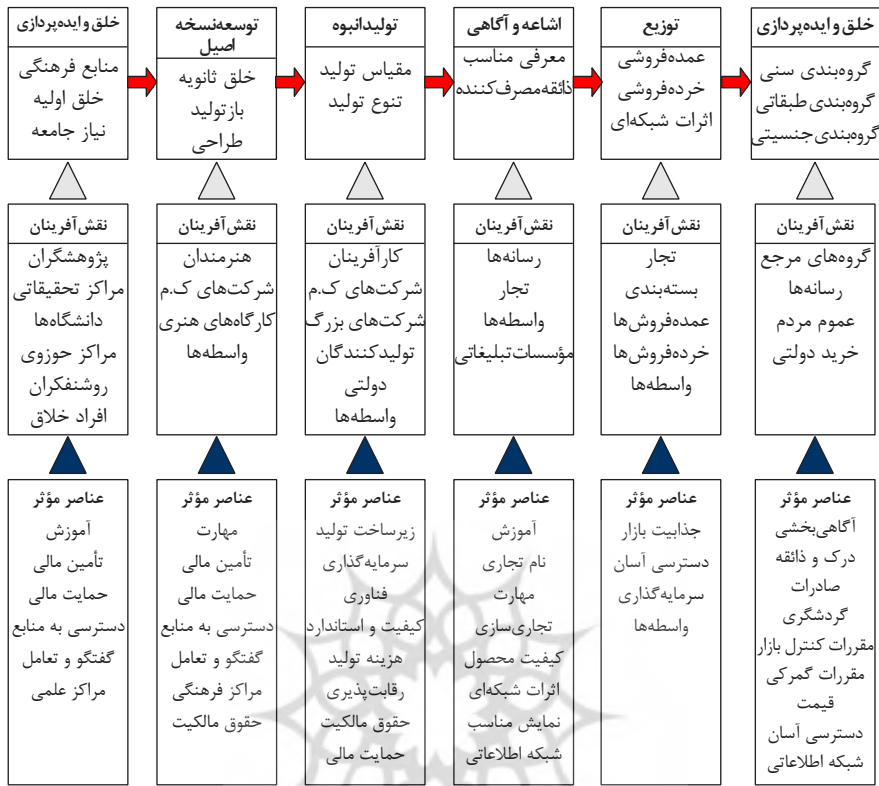 خلق و ایده‌پردازی
منابع فرهنگی
خلق اولیه
نیاز جامعه
توسعه‌نسخه
اصیل
خلق ثانویه
بازتولید
طراحی
تولیدانبوه
مقیاس تولید
تنوع تولید
اشاعه و آگاهی
معرفی مناسب
ذائقه‌مصرف‌کننده
توزیع
عمده‌فروشی
خرده‌فروشی
اثرات شبکه‌ای
خلق و ایده‌پردازی
گروه‌بندی سنی
گروه‌بندی طبقاتی
گروه‌بندی جنسیتی
نقش‌آفرینان
پژوهشگران
مراکز تحقیقاتی
دانشگاه‌ها
مراکز حوزوی
روشنفکران
افراد خلاق
نقش‌آفرینان
هنرمندان
شرکت‌های ک.م
کارگاه‌های هنری
واسطه‌ها
نقش‌آفرینان
کارآفرینان
شرکت‌های ک.م
شرکت‌های بزرگ
تولیدکنندگان
دولتی
واسطه‌ها
نقش‌آفرینان
رسانه‌ها
تجار
واسطه‌ها
مؤسسات‌تبلیغاتی
نقش‌آفرینان
تجار
بسته‌بندی
عمده‌فروش‌ها
خرده‌فروش‌ها
واسطه‌ها
نقش‌آفرینان
گروه‌های مرجع
رسانه‌ها
عموم مردم
خرید دولتی
عناصر مؤثر
آموزش
تأمین مالی
حمایت مالی
دسترسی به منابع
گفتگو و تعامل
مراکز علمی
عناصر مؤثر
مهارت
تأمین مالی
حمایت مالی
دسترسی به منابع
گفتگو و تعامل
مراکز فرهنگی
حقوق مالکیت
عناصر مؤثر
زیرساخت تولید
سرمایه‌گذاری
فناوری
کیفیت و استاندارد
هزینه تولید
رقابت‌پذیری
حقوق مالکیت
حمایت مالی
عناصر مؤثر
آموزش
نام تجاری
مهارت
تجاری‌سازی
کیفیت محصول
اثرات شبکه‌ای
نمایش مناسب
شبکه اطلاعاتی
عناصر مؤثر
جذابیت بازار
دسترسی آسان
سرمایه‌گذاری
واسطه‌ها
عناصر مؤثر
آگاهی‌بخشی
درک و ذائقه
صادرات
گردشگری
مقررات کنترل بازار
مقررات گمرکی
قیمت
دسترسی آسان
شبکه اطلاعاتی